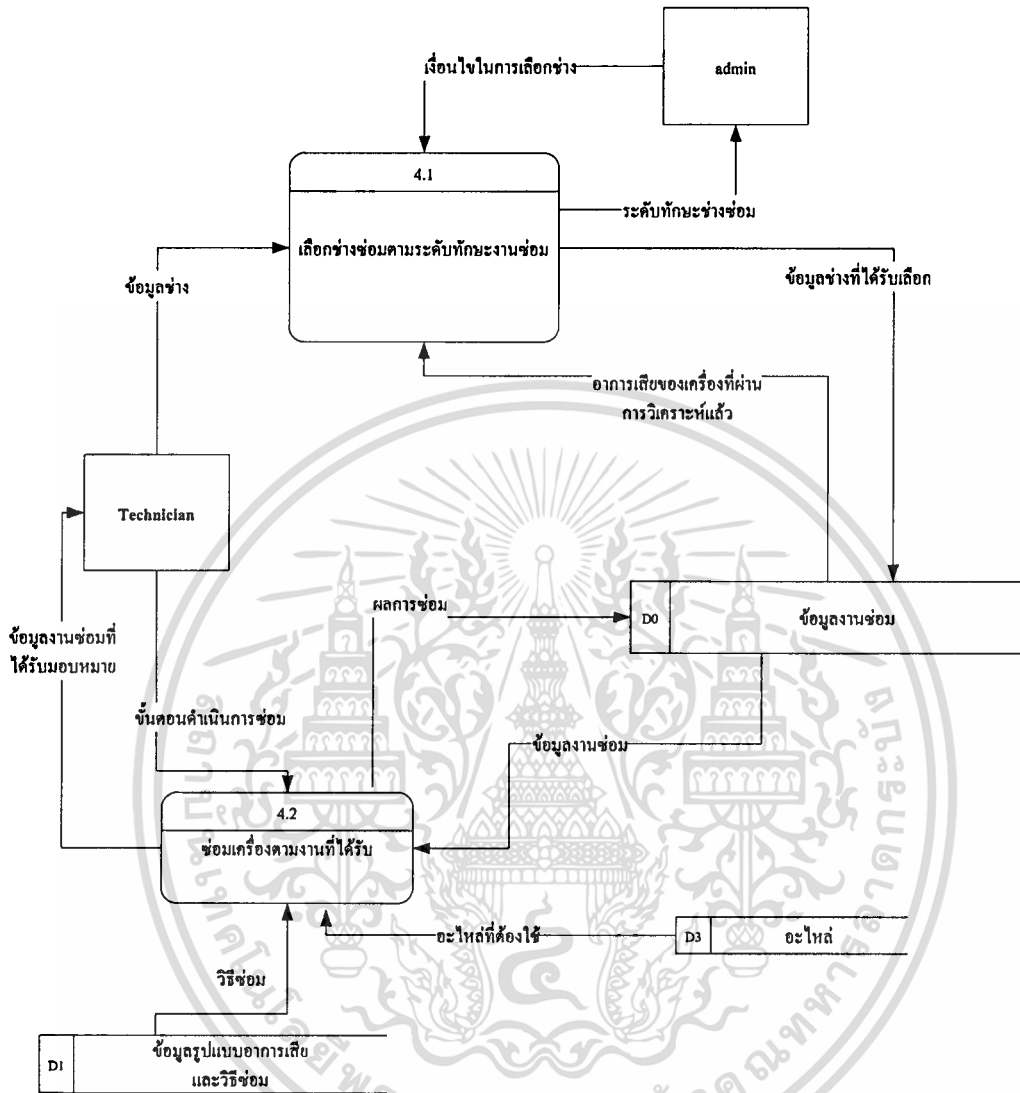 เงื่อนไขในการเลือกช่าง
admin
4.1
ระดับทักษะช่างซ่อม
เลือกช่างซ่อมตามระดับทักษะงานซ่อม
ข้อมูลช่าง
ข้อมูลช่างที่ได้รับเลือก
อาการเสียของเครื่องที่ผ่าน
การวิเคราะห์แล้ว
Technician
ผลการซ่อม
D0
ข้อมูลงานซ่อม
ข้อมูลงานซ่อมที่
ได้รับมอบหมาย
ขั้นตอนดำเนินการซ่อม
ข้อมูลงานซ่อม
4.2
ซ่อมเครื่องตามงานที่ได้รับ
อะไหล่ที่ต้องใช้
D3
อะไหล่
วิธีซ่อม
D1
ข้อมูลรูปแบบอาการเสีย
และวิธีซ่อม